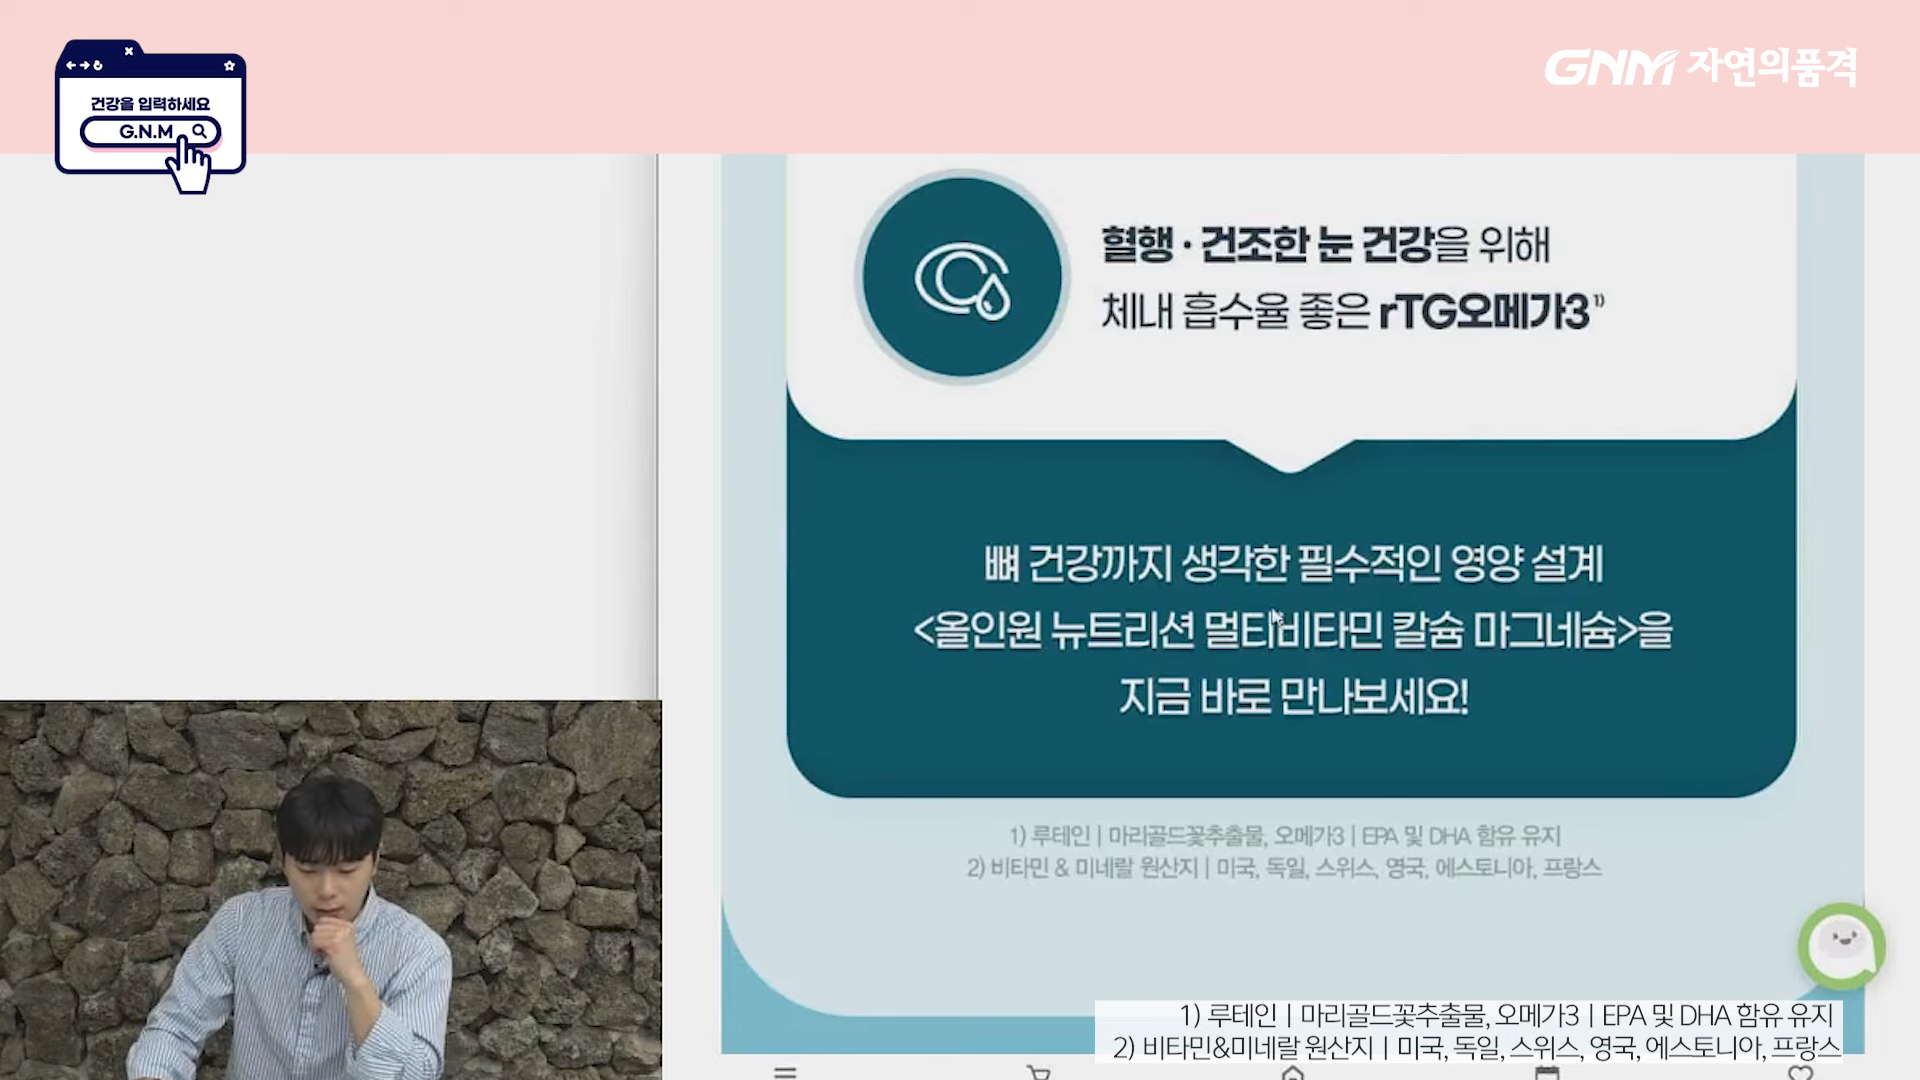 건강을 입력하세요
G.N.M
GNM 자연의품격
혈행 · 건조한 눈 건강을 위해
체내 흡수율 좋은 rTG오메가3 1)
뼈 건강까지 생각한 필수적인 영양 설계
<올인원 뉴트리션 멀티비타민 칼슘 마그네슘>을
지금 바로 만나보세요!
1) 루테인 | 마리골드꽃추출물, 오메가3 | EPA 및 DHA 함유 유지
2) 비타민 & 미네랄 원산지 | 미국, 독일, 스위스, 영국, 에스토니아, 프랑스
1) 루테인 | 마리골드꽃추출물, 오메가3 | EPA 및 DHA 함유 유지
2) 비타민&미네랄 원산지 | 미국, 독일, 스위스, 영국, 에스토니아, 프랑스